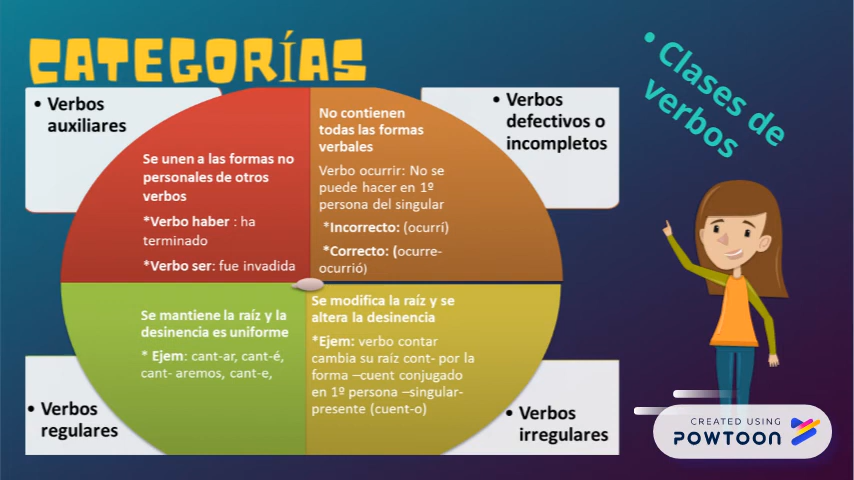 CATEGORÍAS
• Clases de
verbos
• Verbos
auxiliares
Se unen a las formas no
personales de otros
verbos
*Verbo haber : ha
terminado
*Verbo ser: fue invadida
• Verbos
defectivos o
incompletos
No contienen
todas las formas
verbales
Verbo ocurrir: No se
puede hacer en 1º
persona del singular
*Incorrecto: (ocurrí)
*Correcto: (ocurre-
ocurrió)
• Verbos
regulares
Se mantiene la raíz y la
desinencia es uniforme
* Ejem: cant-ar, cant-é,
cant- aremos, cant-e,
• Verbos
irregulares
Se modifica la raíz y se
altera la desinencia
*Ejem: verbo contar
cambia su raíz cont- por la
forma –cuent conjugado
en 1º persona –singular-
presente (cuent-o)
CREATED USING
POWTOON